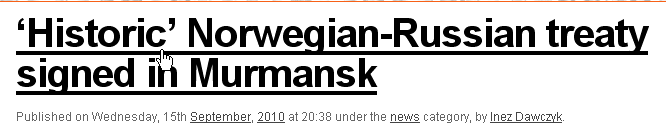 ‘Historic’ Norwegian-Russian treaty
signed in Murmansk
Published on Wednesday, 15th September, 2010 at 20:38 under the news category, by Inez Dawczyk.